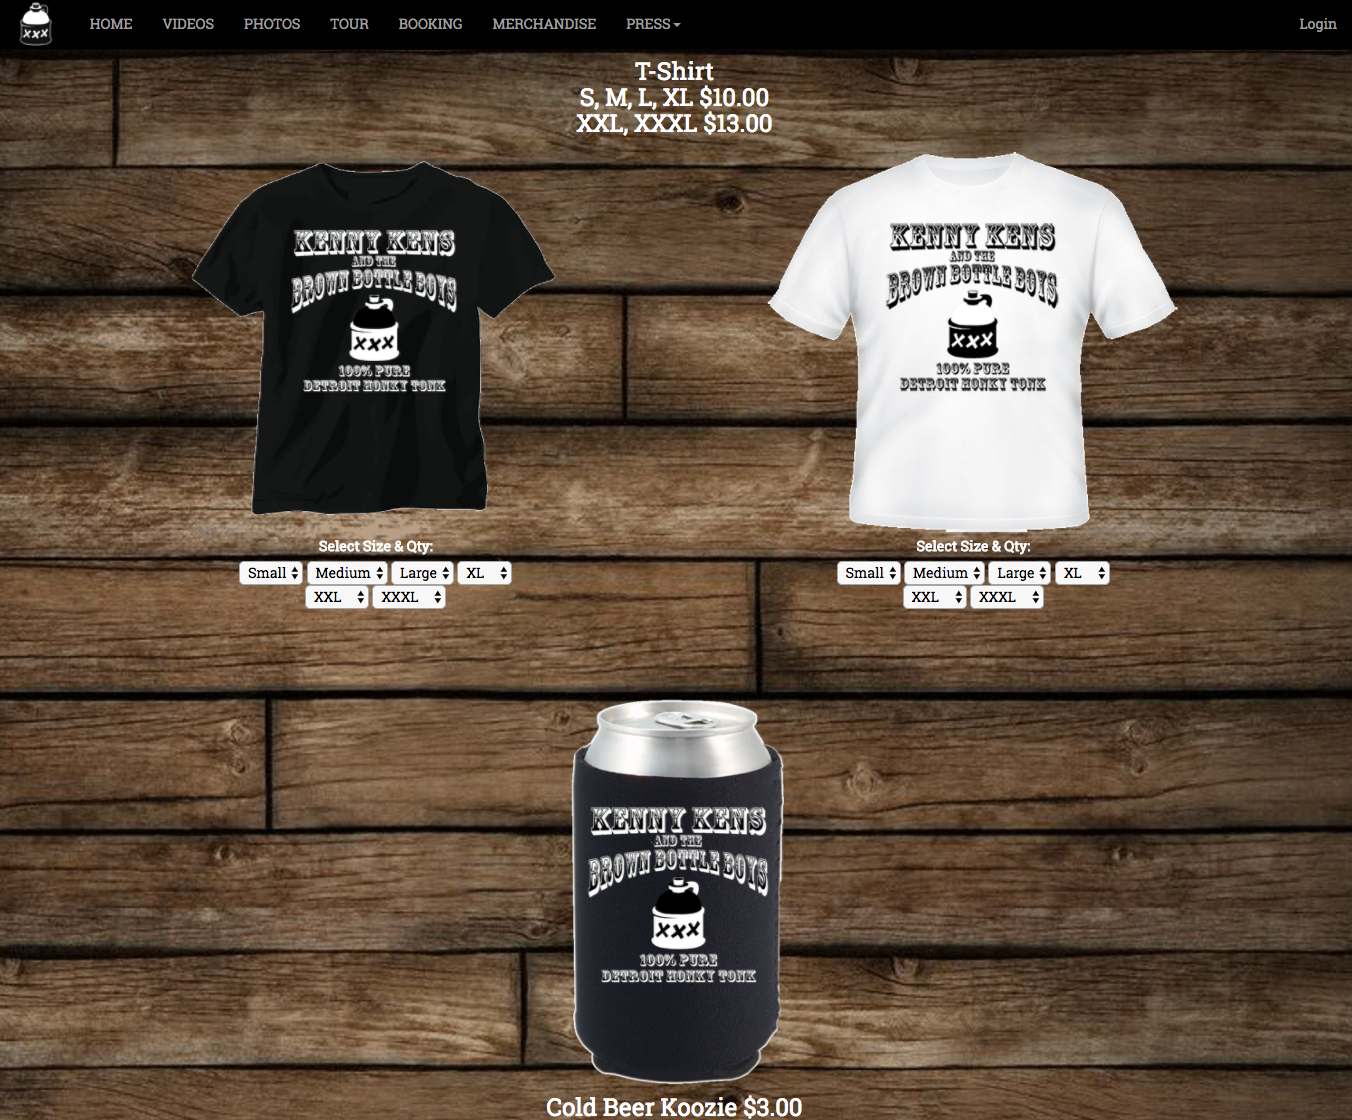 XXX
HOME VIDEOS PHOTOS TOUR BOOKING MERCHANDISE PRESS Login
T-Shirt
S, M, L, XL $10.00
XXL, XXXL $13.00
KENNY KENS
AND THE
BROWN BOTTLE BOYS
XXX
100% PURE
DETROIT HONKY TONK
KENNY KENS
AND THE
BROWN BOTTLE BOYS
XXX
100% PURE
DETROIT HONKY TONK
Select Size & Qty:
Small Medium Large XL
XXL XXXL
Select Size & Qty:
Small Medium Large XL
XXL XXXL
KENNY KENS
AND THE
BROWN BOTTLE BOYS
XXX
100% PURE
DETROIT HONKY TONK
Cold Beer Koozie $3.00